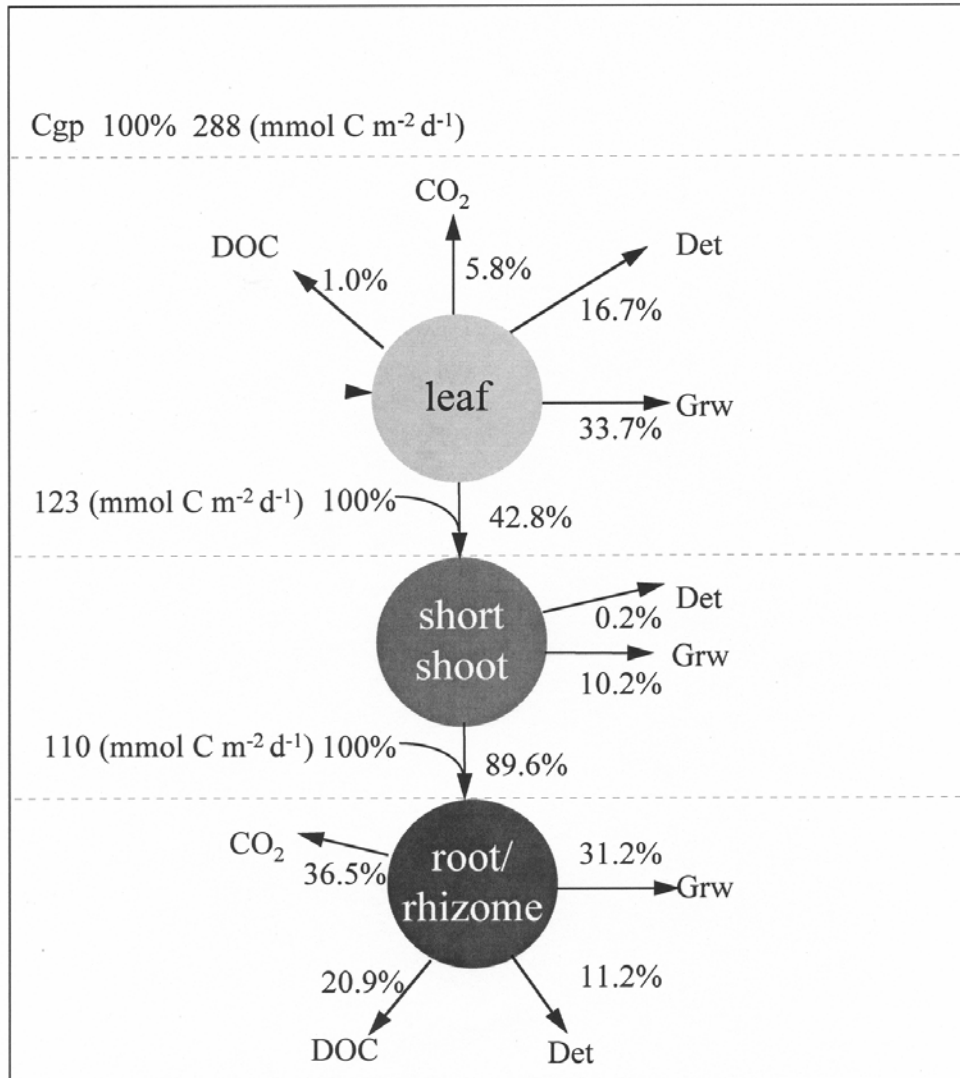 Cgp 100% 288 (mmol C m-2 d-1)
CO2
DOC
Det
1.0%
5.8%
16.7%
leaf
Grw
33.7%
123 (mmol C m-2 d-1) 100%
42.8%
short
shoot
Det
0.2%
Grw
10.2%
110 (mmol C m-2 d-1) 100%
89.6%
CO2
36.5%
root/
rhizome
31.2%
Grw
20.9%
11.2%
DOC
Det